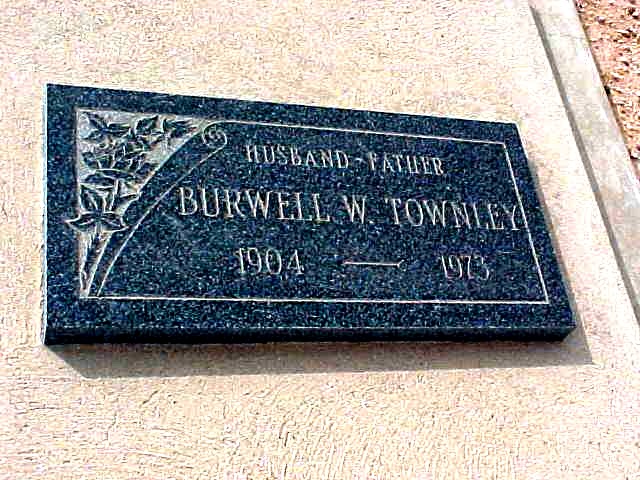 HUSBAND - FATHER
BURWELL W. TOWNLEY
1904 — 1973